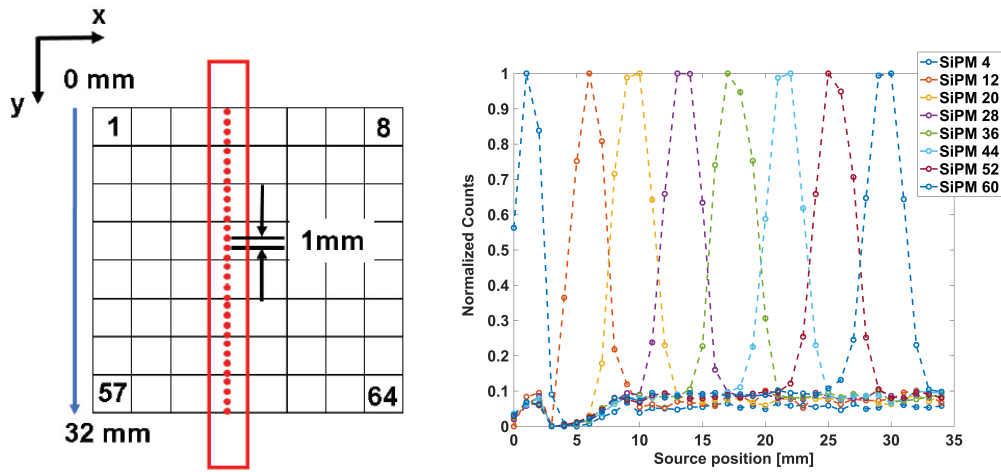 x
0 mm
y
1
8
1mm
57
64
32 mm
SiPM 4
SiPM 12
SiPM 20
SiPM 28
SiPM 36
SiPM 44
SiPM 52
SiPM 60
Normalized Counts
1
0.9
0.8
0.7
0.6
0.5
0.4
0.3
0.2
0.1
0
0 5 10 15 20 25 30 35
Source position [mm]